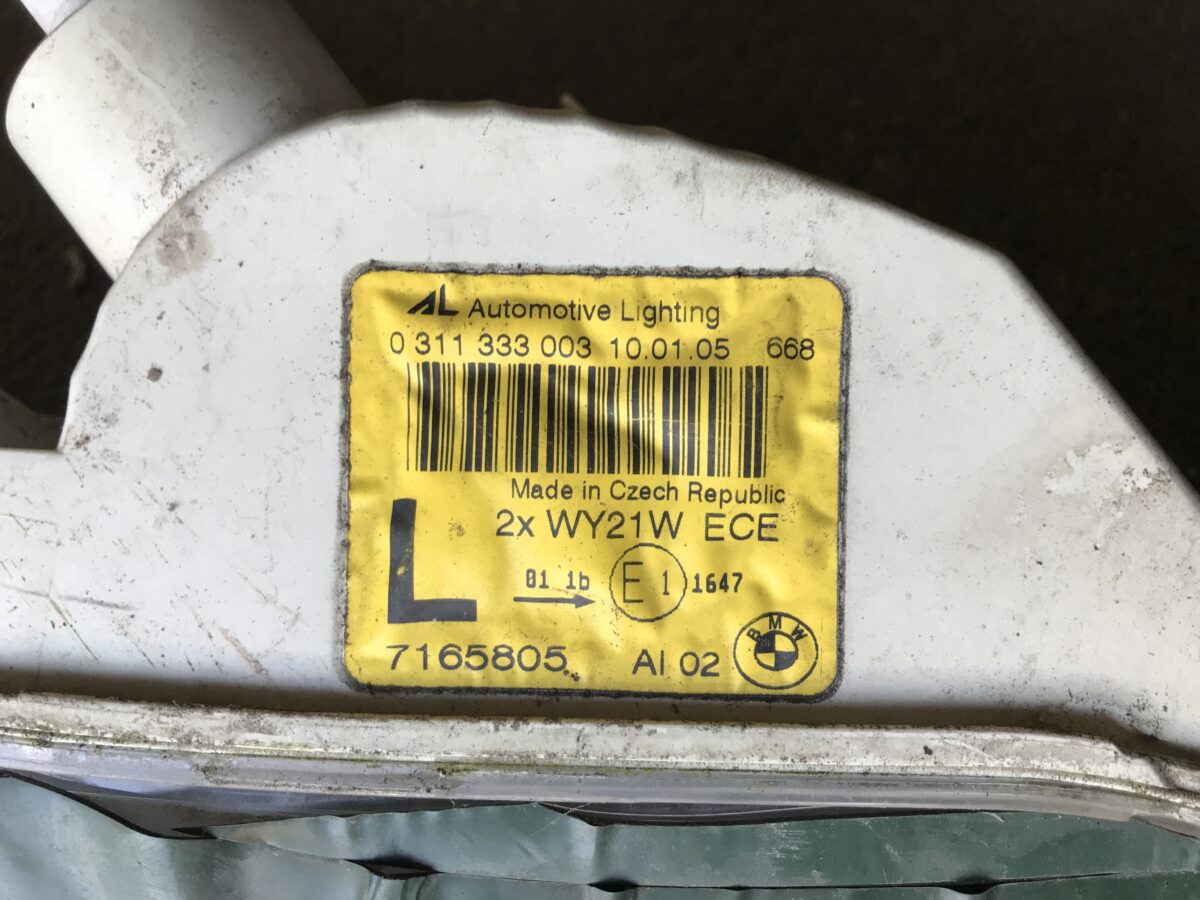 AL Automotive Lighting
0 311 333 003 10.01.05 668
Made in Czech Republic
2x WY21W ECE
L
01 1b E1 1647
7165805 AI 02
BMW